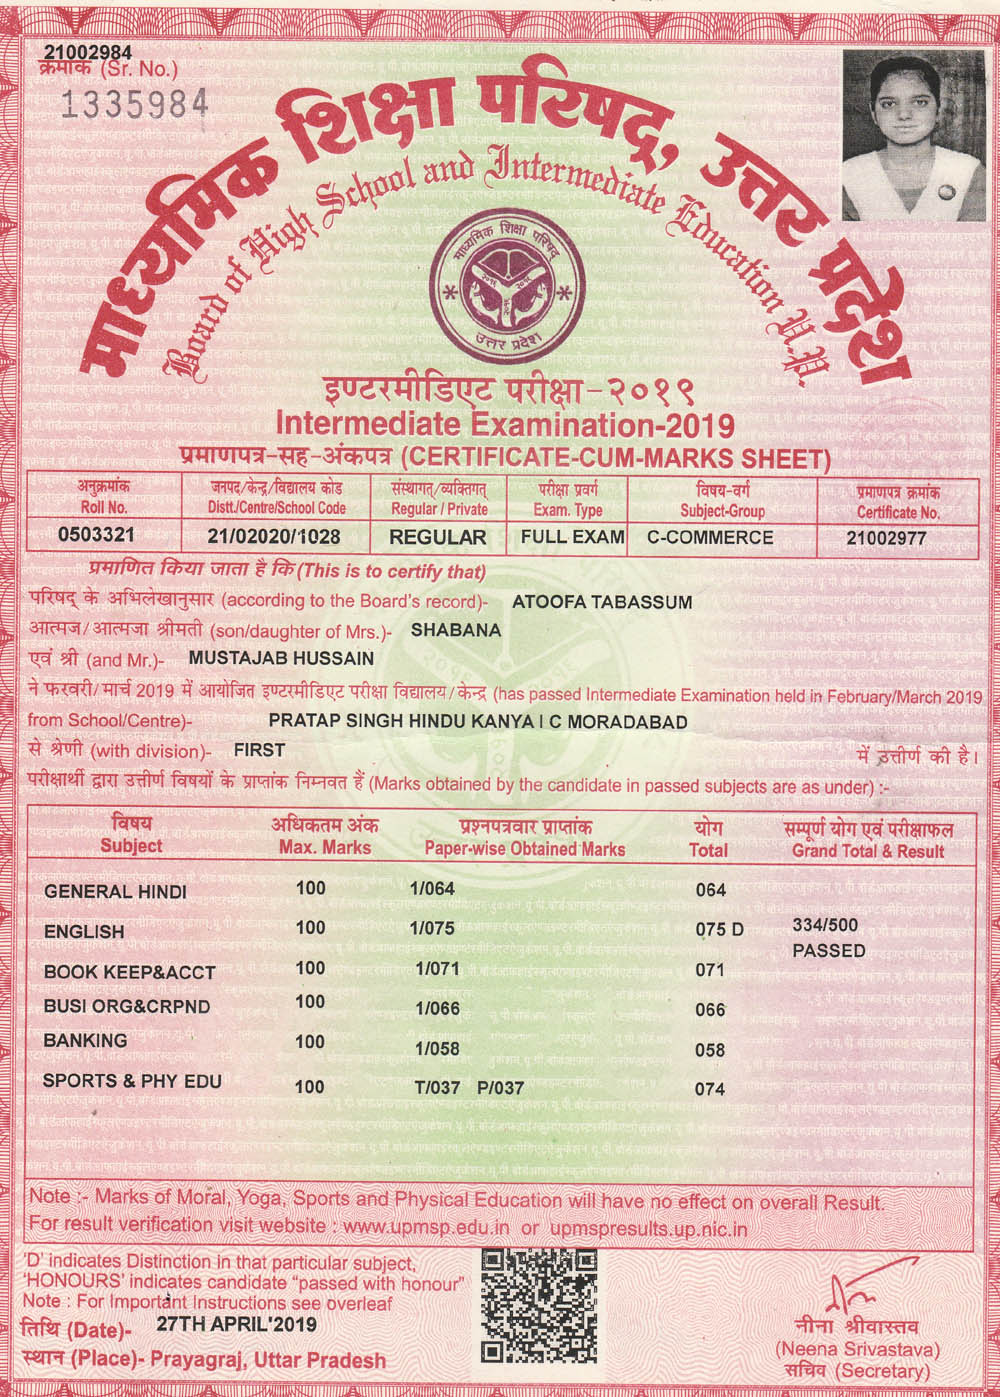 21002984
क्रमांक (Sr. No.)
1335984
माध्यमिक शिक्षा परिषद्, उत्तर प्रदेश
Board of High School and Intermediate Education U.P.
माध्यमिक शिक्षा परिषद
उत्तर प्रदेश
इण्टरमीडिएट परीक्षा-२०१९
Intermediate Examination-2019
प्रमाणपत्र-सह-अंकपत्र (CERTIFICATE-CUM-MARKS SHEET)
अनुक्रमांक जनपद/केन्द्र/विद्यालय कोड संस्थागत्/व्यक्तिगत् परीक्षा प्रवर्ग विषय-वर्ग प्रमाणपत्र क्रमांक
Roll No. Distt./Centre/School Code Regular / Private Exam. Type Subject-Group Certificate No.
0503321 21/02020/1028 REGULAR FULL EXAM C-COMMERCE 21002977
प्रमाणित किया जाता है कि (This is to certify that)
परिषद् के अभिलेखानुसार (according to the Board's record)- ATOOFA TABASSUM
आत्मज/आत्मजा श्रीमती (son/daughter of Mrs.)- SHABANA
एवं श्री (and Mr.)- MUSTAJAB HUSSAIN
ने फरवरी/मार्च 2019 में आयोजित इण्टरमीडिएट परीक्षा विद्यालय/केन्द्र (has passed Intermediate Examination held in February/March 2019
from School/Centre)- PRATAP SINGH HINDU KANYA I C MORADABAD
से श्रेणी (with division)- FIRST में उत्तीर्ण की है।
परीक्षार्थी द्वारा उत्तीर्ण विषयों के प्राप्तांक निम्नवत हैं (Marks obtained by the candidate in passed subjects are as under) :-
विषय अधिकतम अंक प्रश्नपत्रवार प्राप्तांक योग सम्पूर्ण योग एवं परीक्षाफल
Subject Max. Marks Paper-wise Obtained Marks Total Grand Total & Result
GENERAL HINDI 100 1/064 064
ENGLISH 100 1/075 075 D 334/500
PASSED
BOOK KEEP&ACCT 100 1/071 071
BUSI ORG&CRPND 100 1/066 066
BANKING 100 1/058 058
SPORTS & PHY EDU 100 T/037 P/037 074
Note :- Marks of Moral, Yoga, Sports and Physical Education will have no effect on overall Result.
For result verification visit website : www.upmsp.edu.in or upmspresults.up.nic.in
'D' indicates Distinction in that particular subject,
'HONOURS' indicates candidate "passed with honour"
Note : For Important Instructions see overleaf
तिथि (Date)- 27TH APRIL'2019
स्थान (Place)- Prayagraj, Uttar Pradesh
नीना श्रीवास्तव
(Neena Srivastava)
सचिव (Secretary)